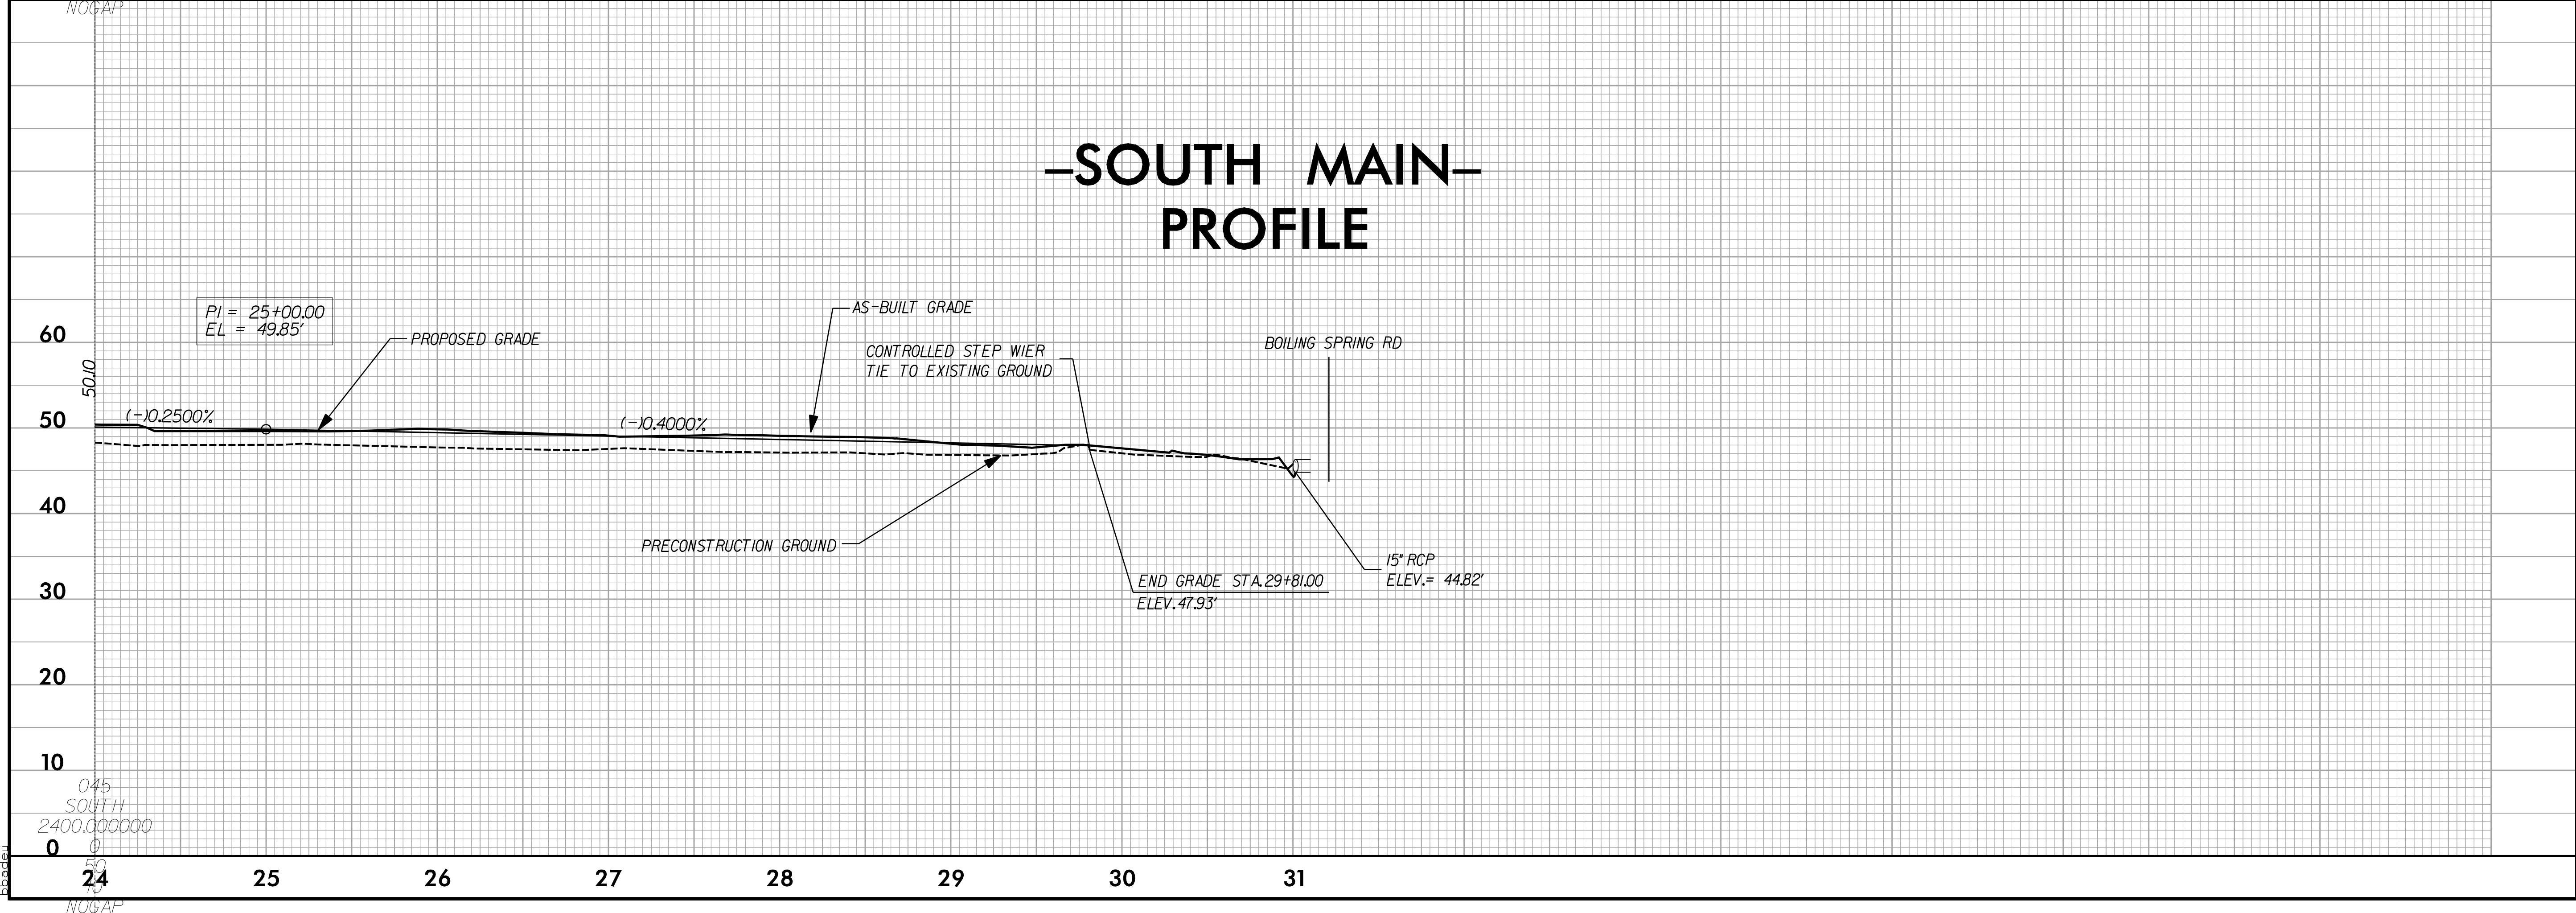 NOGAP
–SOUTH MAIN–
PROFILE
PI = 25+00.00
EL = 49.85'
PROPOSED GRADE
AS-BUILT GRADE
CONTROLLED STEP WIER
TIE TO EXISTING GROUND
BOILING SPRING RD
60
50.10
50
(-)0.2500%
(-)0.4000%
40
PRECONSTRUCTION GROUND
15" RCP
ELEV.= 44.82'
END GRADE STA.29+81.00
ELEV.47.93'
30
20
10
045
SOUTH
2400.000000
0
0
50
10
bbadeu
24 25 26 27 28 29 30 31
NOGAP